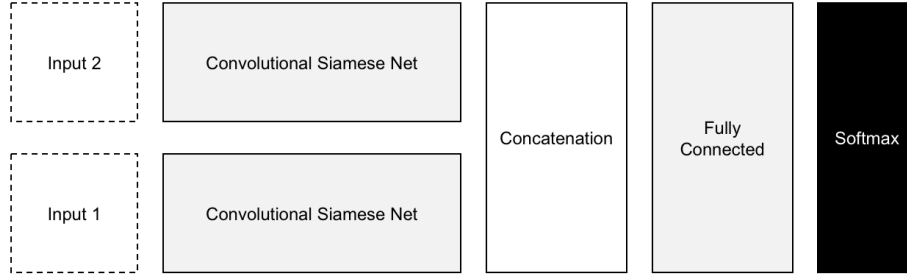 Input 2
Convolutional Siamese Net
Input 1
Convolutional Siamese Net
Concatenation
Fully
Connected
Softmax